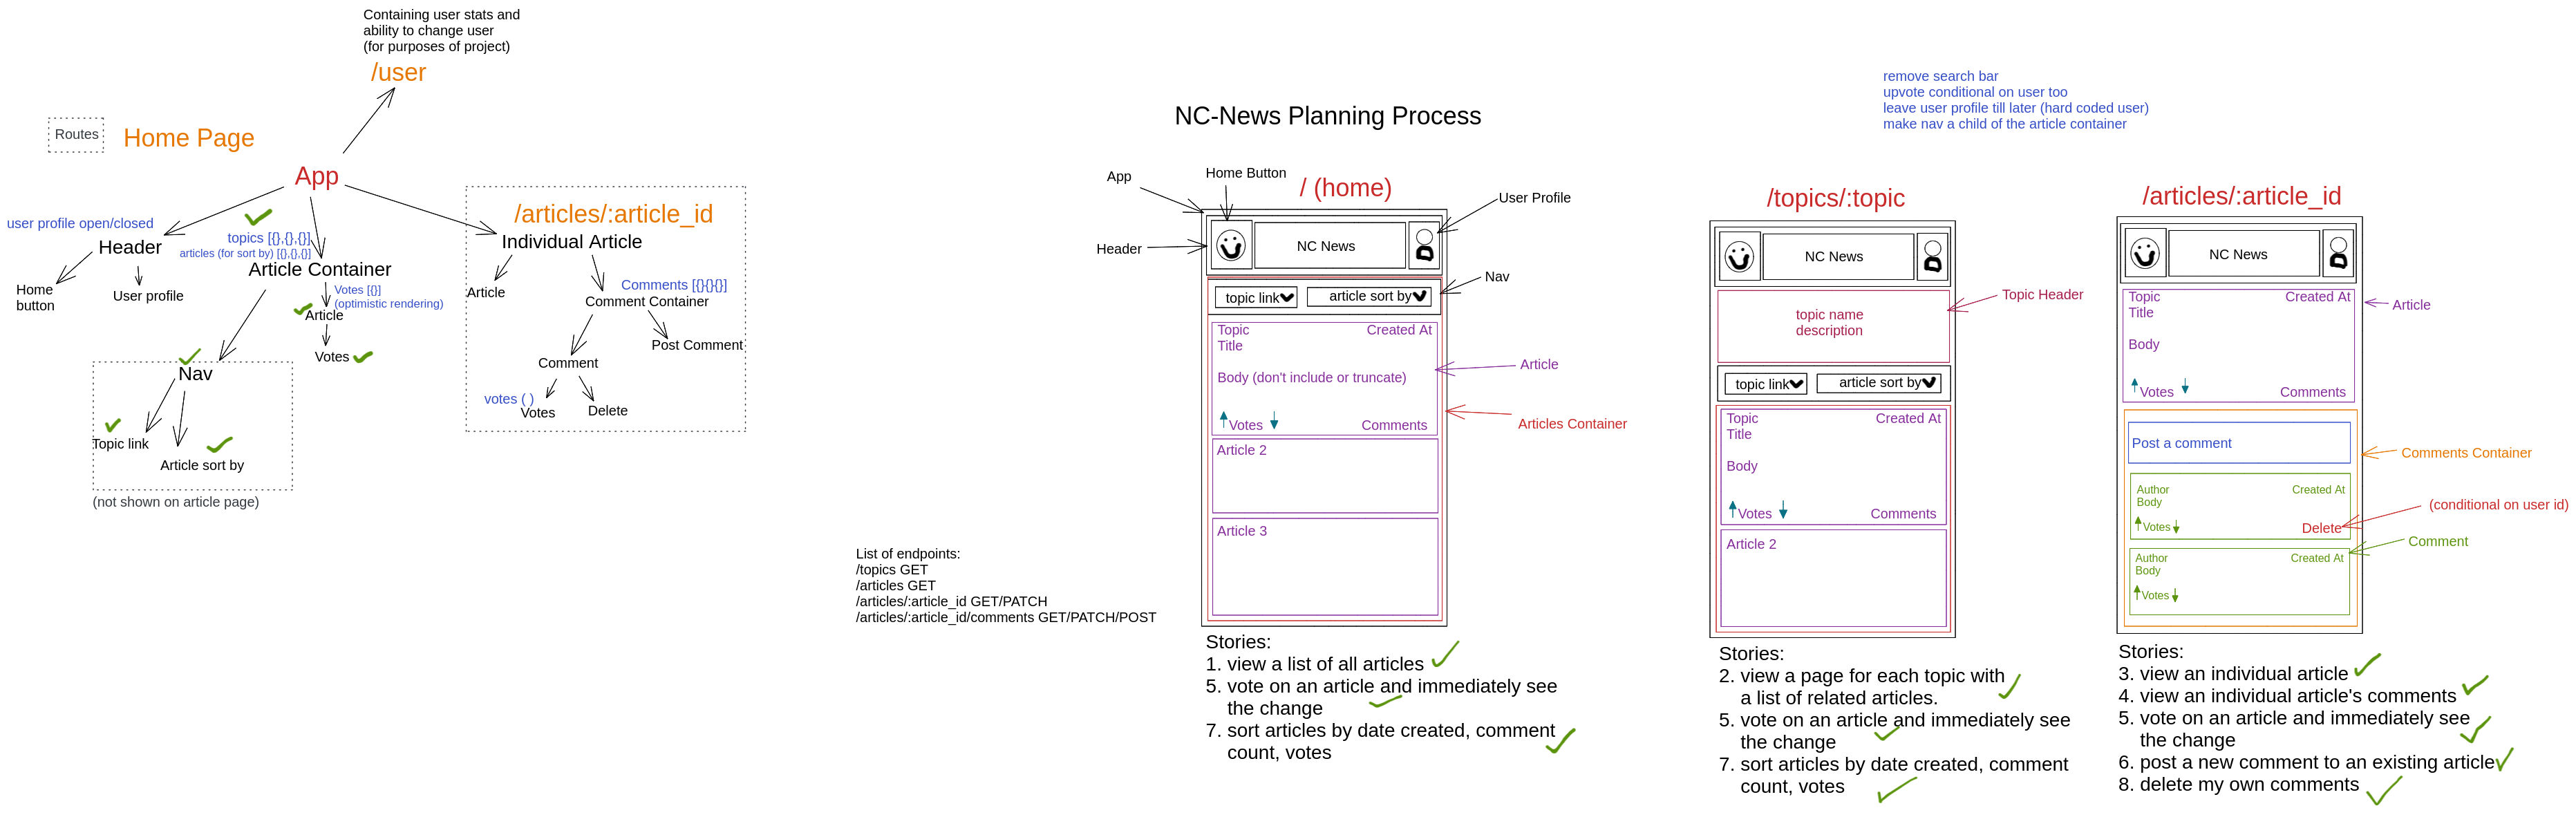 Containing user stats and
ability to change user
(for purposes of project)
/user
Routes
Home Page
App
user profile open/closed
Header
Home
button
User profile
topics [{},{},{}]
articles (for sort by) [{},{},{}]
Article Container
Votes [{}]
(optimistic rendering)
Article
Votes
Nav
Topic link
Article sort by
(not shown on article page)
/articles/:article_id
Individual Article
Article
Comments [{}{}{}]
Comment Container
Comment
Post Comment
votes ( )
Votes
Delete
List of endpoints:
/topics GET
/articles GET
/articles/:article_id GET/PATCH
/articles/:article_id/comments GET/PATCH/POST
NC-News Planning Process
App
Home Button
/ (home)
User Profile
Header
NC News
Nav
topic link
article sort by
Topic
Created At
Title
Body (don't include or truncate)
Votes
Comments
Article
Articles Container
Article 2
Article 3
Stories:
1. view a list of all articles
5. vote on an article and immediately see
the change
7. sort articles by date created, comment
count, votes
remove search bar
upvote conditional on user too
leave user profile till later (hard coded user)
make nav a child of the article container
/topics/:topic
NC News
Topic Header
topic name
description
topic link
article sort by
Topic
Created At
Title
Body
Votes
Comments
Article 2
Stories:
2. view a page for each topic with
a list of related articles.
5. vote on an article and immediately see
the change
7. sort articles by date created, comment
count, votes
/articles/:article_id
NC News
Topic
Created At
Title
Body
Votes
Comments
Article
Post a comment
Comments Container
Author
Created At
Body
Votes
Delete
(conditional on user id)
Comment
Author
Created At
Body
Votes
Stories:
3. view an individual article
4. view an individual article's comments
5. vote on an article and immediately see
the change
6. post a new comment to an existing article
8. delete my own comments